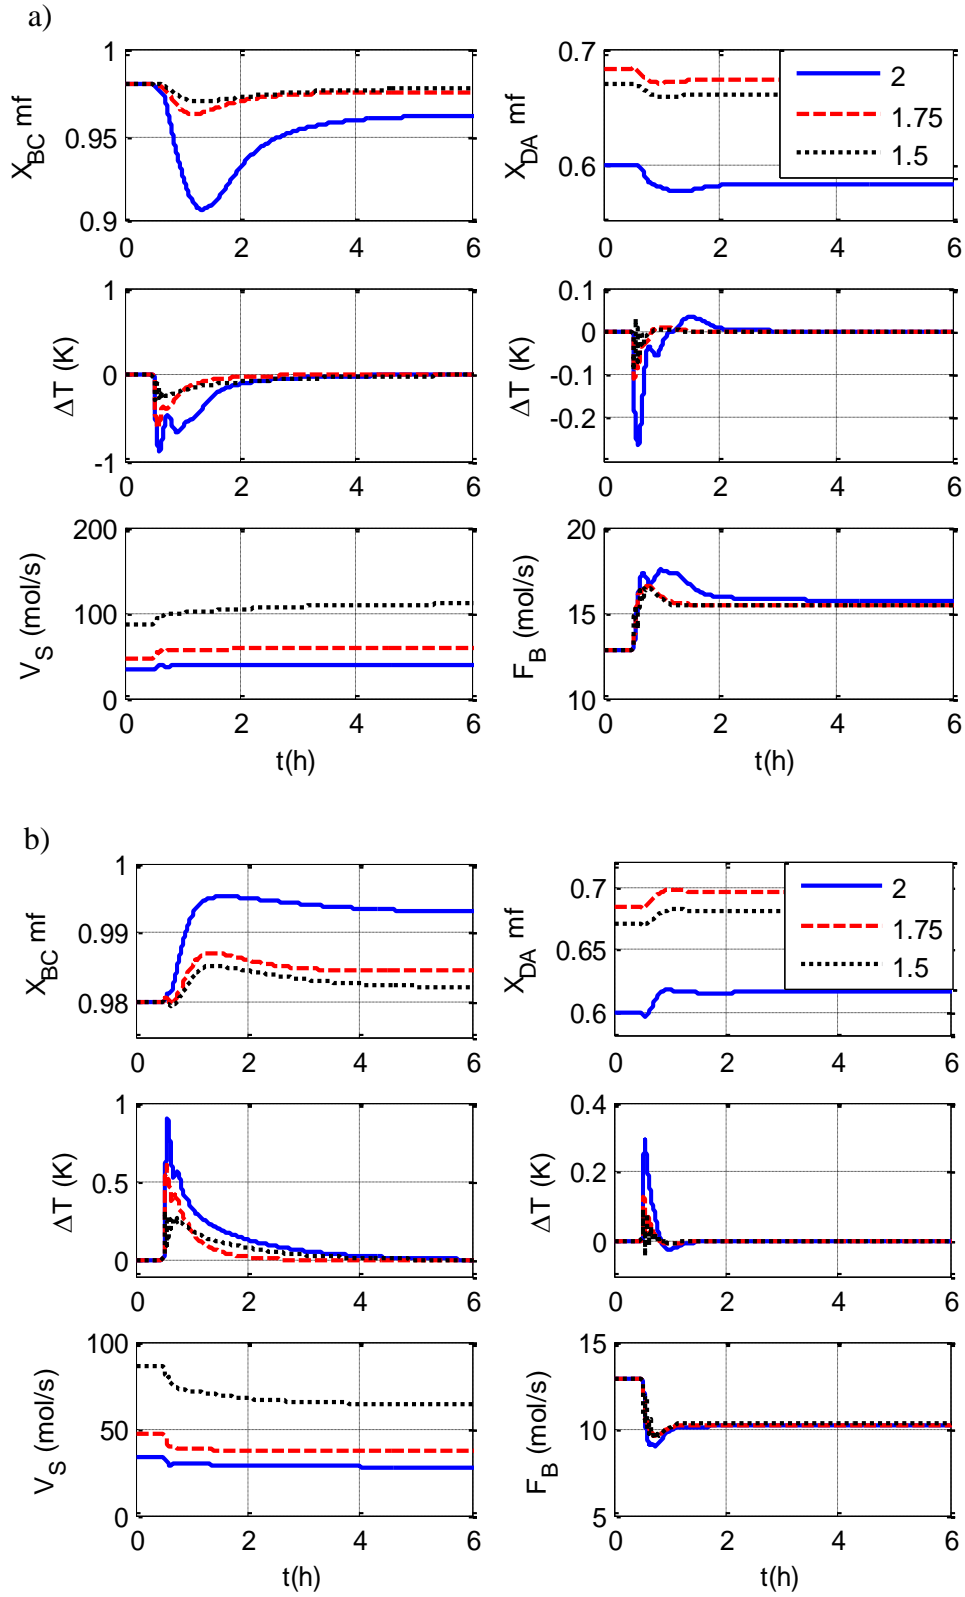 a)
X_BC mf
1
0.95
0.9
0 2 4 6
X_DA mf
0.7
0.6
0 2 4 6
2
1.75
1.5
ΔT (K)
1
0
-1
0 2 4 6
ΔT (K)
0.1
0
-0.1
-0.2
0 2 4 6
V_S (mol/s)
200
100
0
0 2 4 6
t(h)
F_B (mol/s)
20
15
10
0 2 4 6
t(h)
b)
X_BC mf
1
0.99
0.98
0 2 4 6
X_DA mf
0.7
0.65
0.6
0 2 4 6
2
1.75
1.5
ΔT (K)
1
0.5
0
0 2 4 6
ΔT (K)
0.4
0.2
0
0 2 4 6
V_S (mol/s)
100
50
0
0 2 4 6
t(h)
F_B (mol/s)
15
10
5
0 2 4 6
t(h)